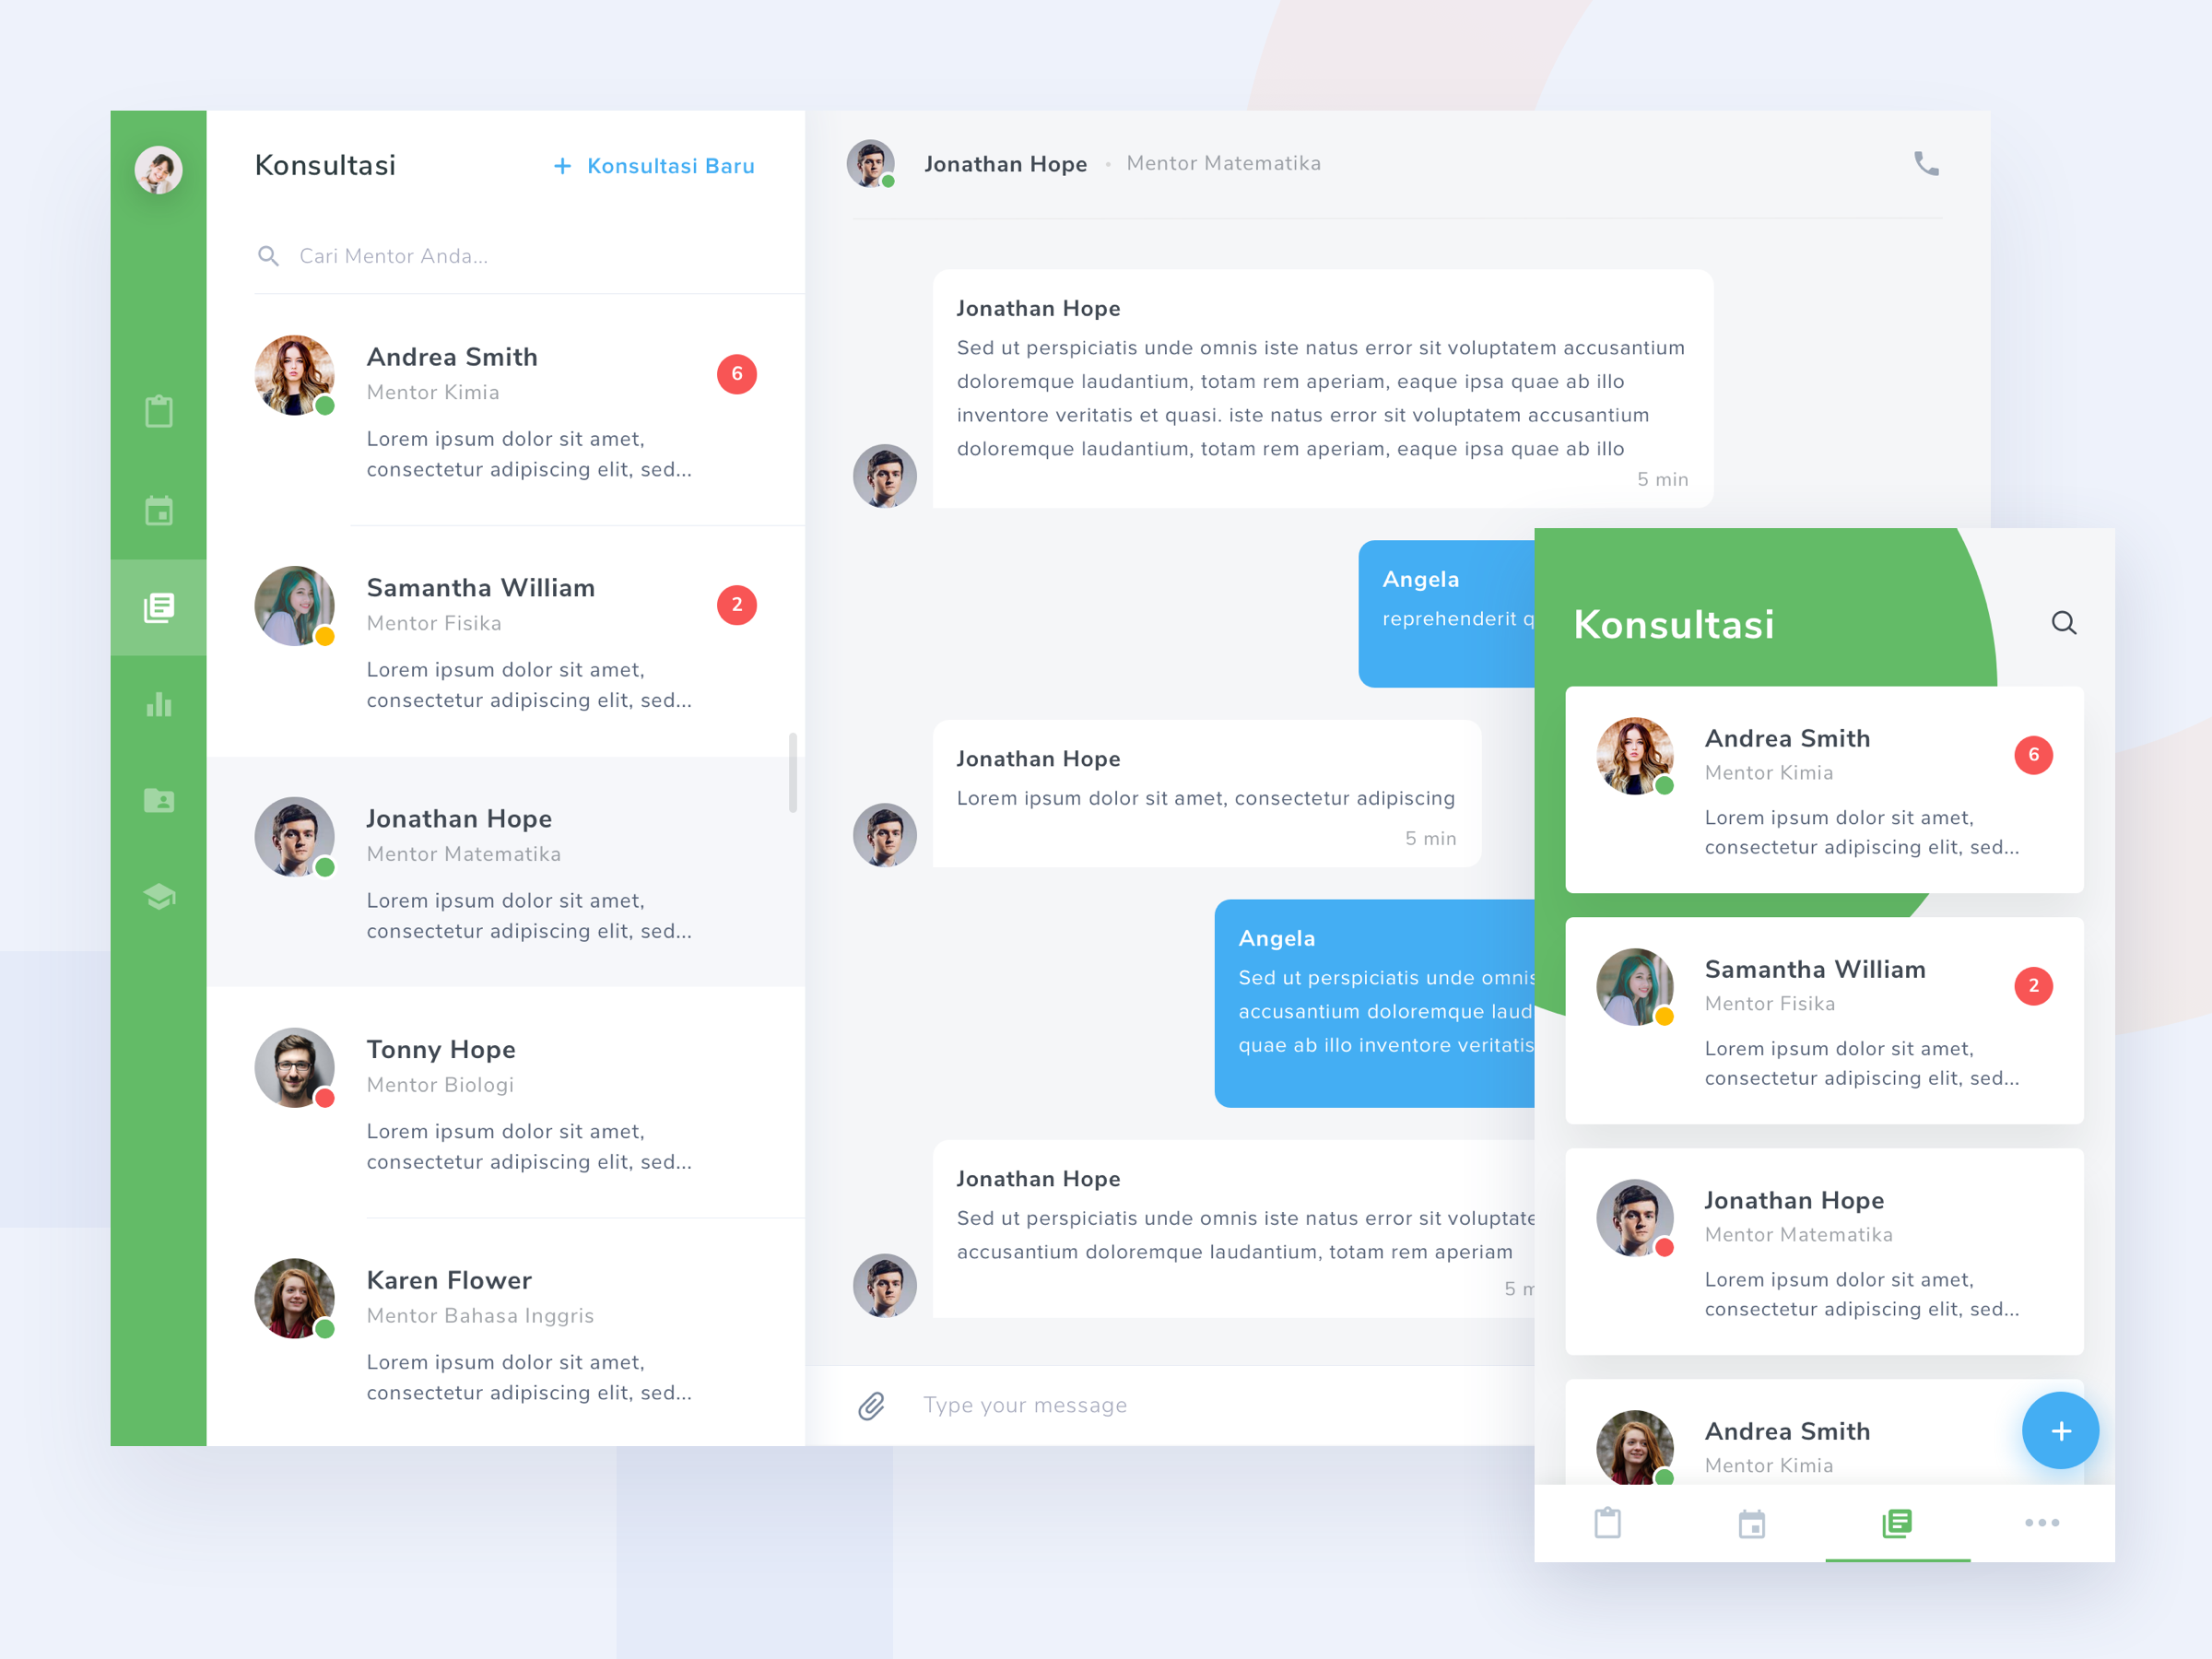 Konsultasi
+ Konsultasi Baru
Cari Mentor Anda...
Andrea Smith
6
Mentor Kimia
Lorem ipsum dolor sit amet,
consectetur adipiscing elit, sed...
Samantha William
2
Mentor Fisika
Lorem ipsum dolor sit amet,
consectetur adipiscing elit, sed...
Jonathan Hope
Mentor Matematika
Lorem ipsum dolor sit amet,
consectetur adipiscing elit, sed...
Tonny Hope
Mentor Biologi
Lorem ipsum dolor sit amet,
consectetur adipiscing elit, sed...
Karen Flower
Mentor Bahasa Inggris
Lorem ipsum dolor sit amet,
consectetur adipiscing elit, sed...
Jonathan Hope • Mentor Matematika
Jonathan Hope
Sed ut perspiciatis unde omnis iste natus error sit voluptatem accusantium
doloremque laudantium, totam rem aperiam, eaque ipsa quae ab illo
inventore veritatis et quasi. iste natus error sit voluptatem accusantium
doloremque laudantium, totam rem aperiam, eaque ipsa quae ab illo
5 min
Angela
reprehenderit
Jonathan Hope
Lorem ipsum dolor sit amet, consectetur adipiscing
5 min
Angela
Sed ut perspiciatis unde omnis
accusantium doloremque laud
quae ab illo inventore veritatis
Jonathan Hope
Sed ut perspiciatis unde omnis iste natus error sit voluptate
accusantium doloremque laudantium, totam rem aperiam
5
Type your message
Konsultasi
Andrea Smith
6
Mentor Kimia
Lorem ipsum dolor sit amet,
consectetur adipiscing elit, sed...
Samantha William
2
Mentor Fisika
Lorem ipsum dolor sit amet,
consectetur adipiscing elit, sed...
Jonathan Hope
Mentor Matematika
Lorem ipsum dolor sit amet,
consectetur adipiscing elit, sed...
Andrea Smith
Mentor Kimia
+